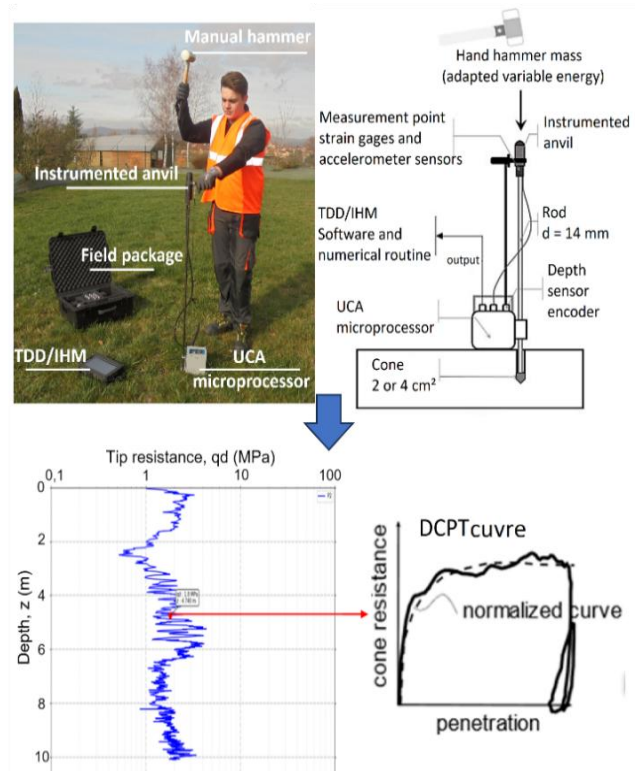 Manual hammer
Instrumented anvil
Field package
TDD/IHM
UCA
microprocessor
Hand hammer mass
(adapted variable energy)
Measurement point
strain gages and
accelerometer sensors
Instrumented
anvil
TDD/IHM
Software and
numerical routine
output
Rod
d = 14 mm
Depth
sensor
encoder
UCA
microprocessor
Cone
2 or 4 cm²
Tip resistance, qd (MPa)
0,1 1 10 100
Depth, z (m)
0
2
4
6
8
10
DCPTcuvre
cone resistance
normalized curve
penetration